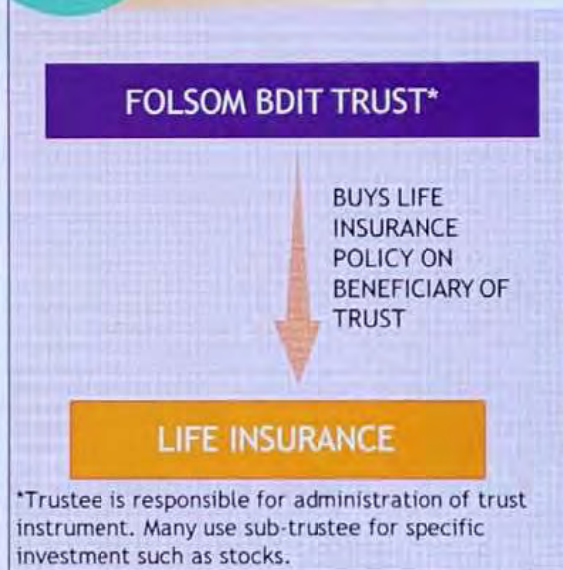 FOLSOM BDIT TRUST*
BUYS LIFE
INSURANCE
POLICY ON
BENEFICIARY OF
TRUST
LIFE INSURANCE
*Trustee is responsible for administration of trust
instrument. Many use sub-trustee for specific
investment such as stocks.